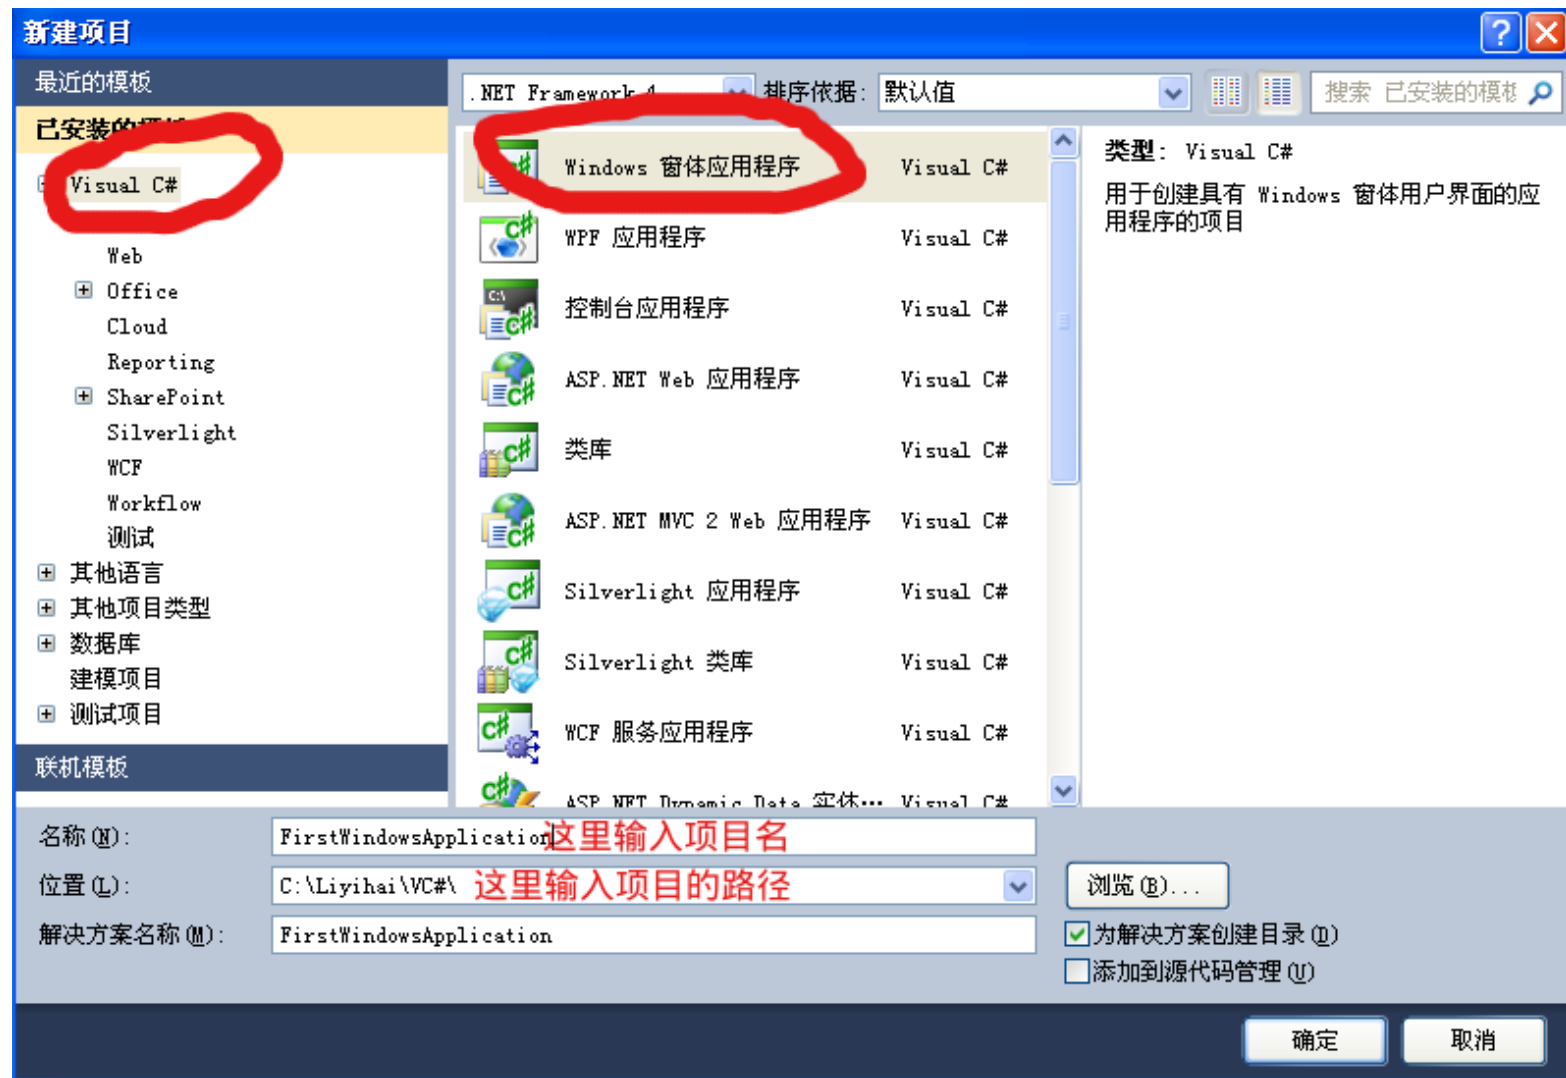 新建项目
最近的模板
.NET Framework 4
排序依据: 默认值
搜索 已安装的模板
已安装的模板
Visual C#
Web
Office
Cloud
Reporting
SharePoint
Silverlight
WCF
Workflow
测试
其他语言
其他项目类型
数据库
建模项目
测试项目
联机模板
Windows 窗体应用程序 Visual C#
WPF 应用程序 Visual C#
控制台应用程序 Visual C#
ASP.NET Web 应用程序 Visual C#
类库 Visual C#
ASP.NET MVC 2 Web 应用程序 Visual C#
Silverlight 应用程序 Visual C#
Silverlight 类库 Visual C#
WCF 服务应用程序 Visual C#
ASP.NET Dynamic Data 实体... Visual C#
类型: Visual C#
用于创建具有 Windows 窗体用户界面的应
用程序的项目
名称(N): FirstWindowsApplication 这里输入项目名
位置(L): C:\Liyihai\VC#\ 这里输入项目的路径
浏览(B)...
解决方案名称(M): FirstWindowsApplication
为解决方案创建目录(D)
添加到源代码管理(U)
确定 取消